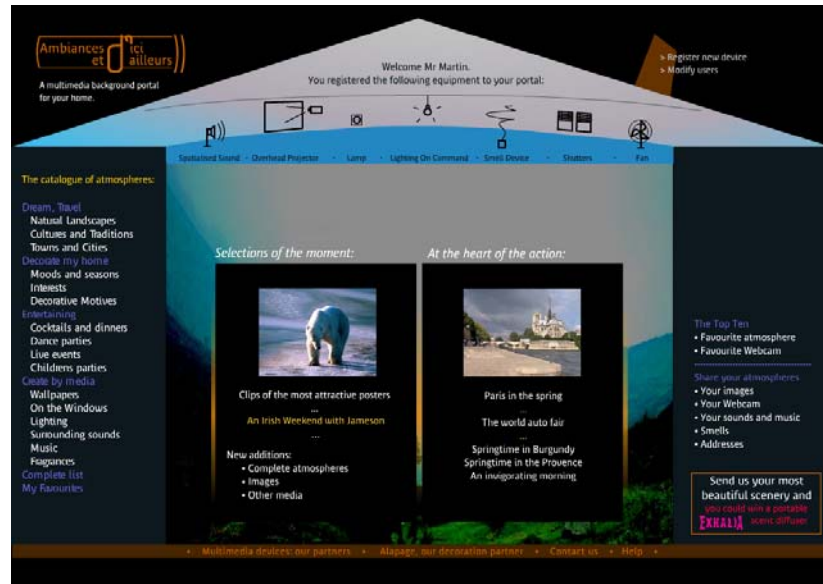 Ambiances d'ici
et d'ailleurs
A multimedia background portal
for your home.
Welcome Mr Martin.
You registered the following equipment to your portal:
> Register new device
> Modify users
Spatialised Sound - Overhead Projector - Lamp - Lighting On Command - Smell Device - Shutters - Fan
The catalogue of atmospheres:
Dream, Travel
Natural Landscapes
Cultures and Traditions
Towns and Cities
Decorate my home
Moods and seasons
Interests
Decorative Motives
Entertaining
Cocktails and dinners
Dance parties
Live events
Childrens parties
Create by media
Wallpapers
On the Windows
Lighting
Surrounding sounds
Music
Fragrances
Complete list
My Favourites
Selections of the moment:
Clips of the most attractive posters
...
An Irish Weekend with Jameson
...
New additions:
• Complete atmospheres
• Images
• Other media
At the heart of the action:
Paris in the spring
...
The world auto fair
...
Springtime in Burgundy
Springtime in the Provence
An invigorating morning
The Top Ten
• Favourite atmosphere
• Favourite Webcam
Share your atmospheres
• Your images
• Your Webcam
• Your sounds and music
• Smells
• Addresses
Send us your most
beautiful scenery and
you could win a portable
EXHALIA scent diffuser
• Multimedia devices: our partners • Alapage, our decoration partner • Contact us • Help •